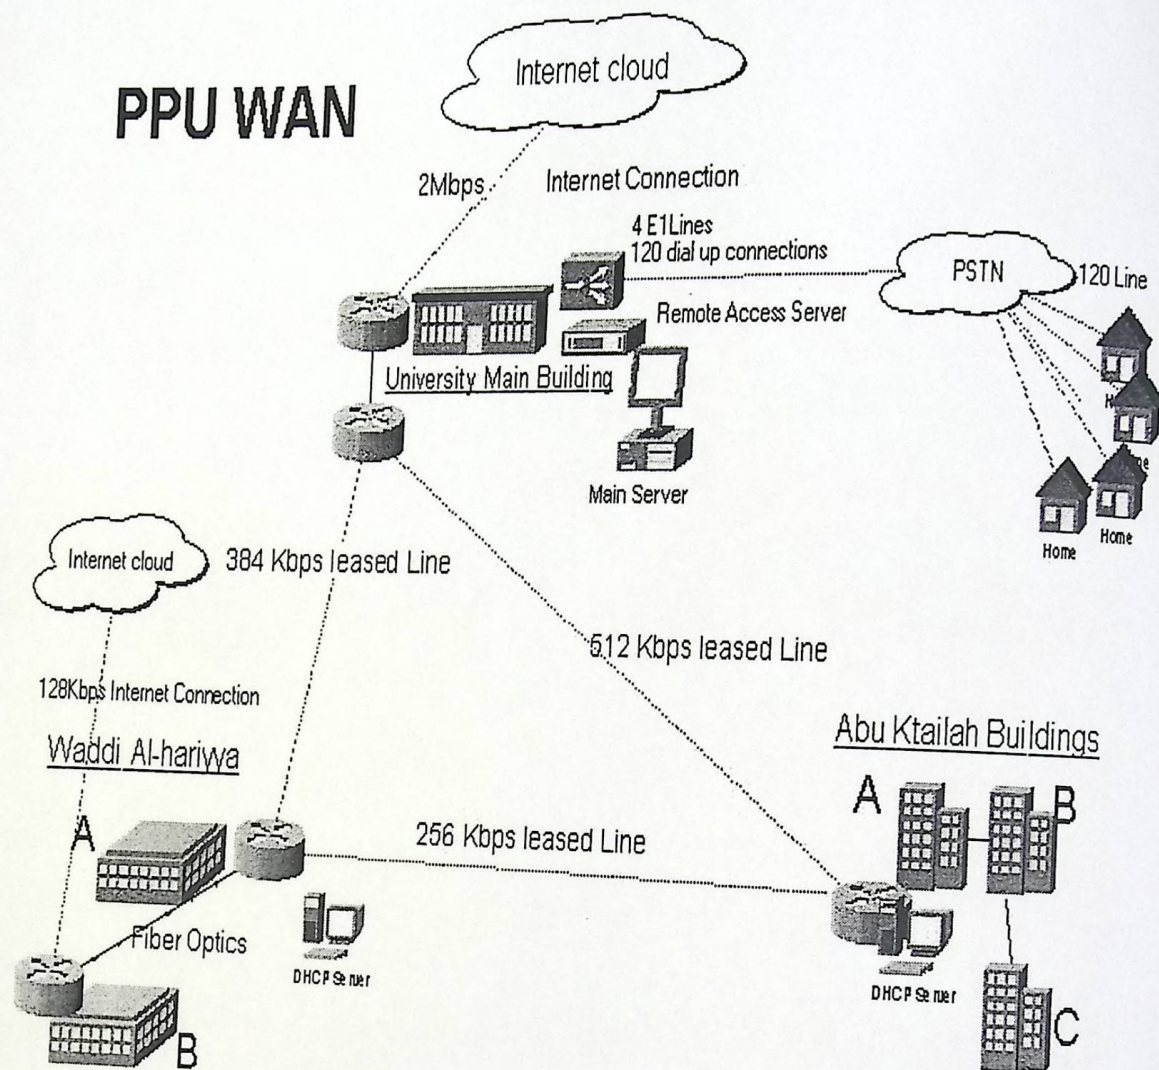 PPU WAN
Internet cloud
2Mbps
Internet Connection
4 E1Lines
120 dial up connections
PSTN
120 Line
Remote Access Server
University Main Building
Main Server
Home
Home
Internet cloud
384 Kbps leased Line
512 Kbps leased Line
128Kbps Internet Connection
Waddi Al-hariyya
Abu Ktailah Buildings
A
B
A
256 Kbps leased Line
Fiber Optics
DHCP Server
DHCP Server
B
C